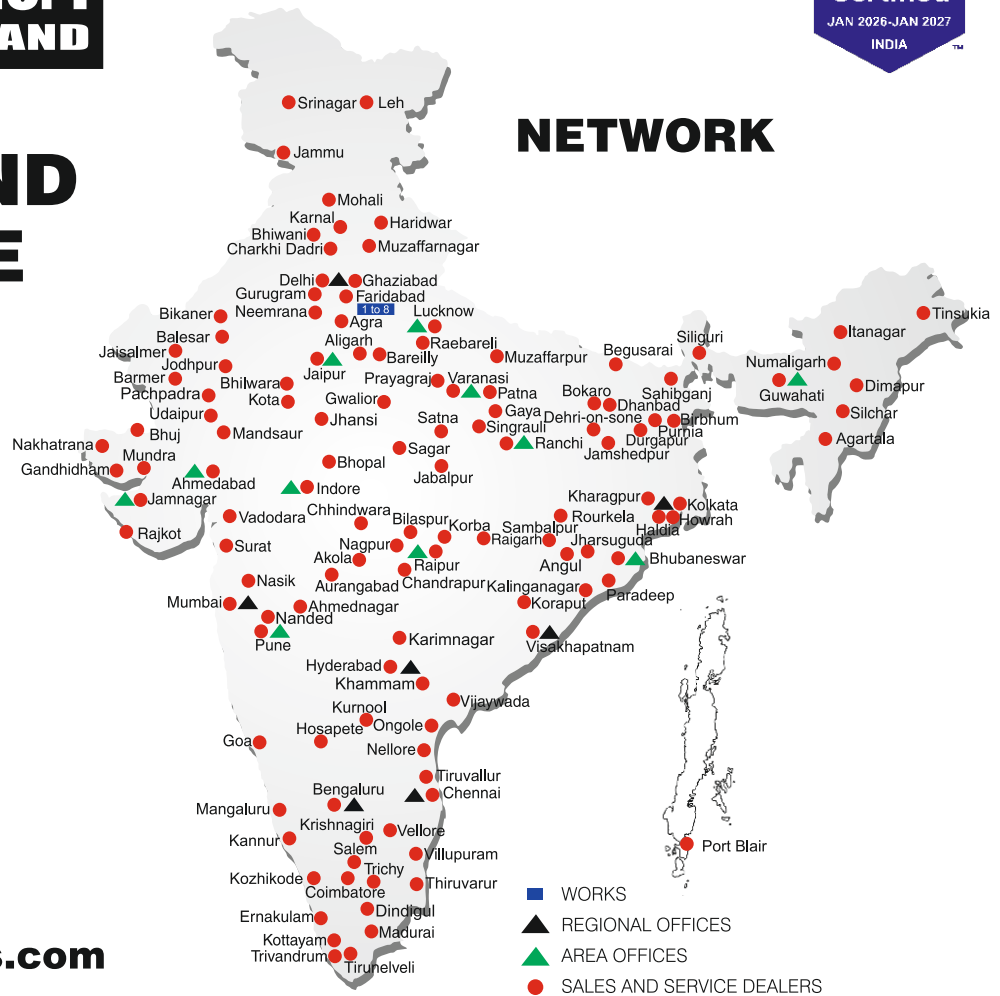 AND
Certified
JAN 2026-JAN 2027
INDIA
™
ND
E
NETWORK
Srinagar
Leh
Jammu
Mohali
Karnal
Haridwar
Bhiwani
Charkhi Dadri
Muzaffarnagar
Delhi
Ghaziabad
Gurugram
Faridabad
Neemrana
1 to 8
Lucknow
Bikaner
Agra
Tinsukia
Balesar
Aligarh
Raebareli
Siliguri
Itanagar
Jaisalmer
Bareilly
Muzaffarpur
Begusarai
Numaligarh
Jodhpur
Jaipur
Barmer
Bhilwara
Prayagraj
Varanasi
Sahibganj
Guwahati
Dimapur
Pachpadra
Kota
Gwalior
Patna
Bokaro
Dhanbad
Udaipur
Jhansi
Satna
Gaya
Dehri-on-sone
Birbhum
Silchar
Bhuj
Mandsaur
Singrauli
Purnia
Nakhatrana
Sagar
Ranchi
Durgapur
Agartala
Mundra
Jamshedpur
Gandhidham
Bhopal
Jabalpur
Ahmedabad
Indore
Jamnagar
Kharagpur
Kolkata
Chhindwara
Vadodara
Rourkela
Howrah
Rajkot
Bilaspur
Korba
Sambalpur
Haldia
Surat
Nagpur
Raigarh
Jharsuguda
Akola
Raipur
Angul
Bhubaneswar
Nasik
Aurangabad
Chandrapur
Kalinganagar
Paradeep
Mumbai
Ahmednagar
Koraput
Nanded
Pune
Karimnagar
Visakhapatnam
Hyderabad
Khammam
Vijaywada
Kurnool
Hosapete
Ongole
Goa
Nellore
Tiruvallur
Bengaluru
Chennai
Mangaluru
Krishnagiri
Vellore
Kannur
Salem
Villupuram
Port Blair
Trichy
Kozhikode
Thiruvarur
Coimbatore
Dindigul
Ernakulam
Madurai
Kottayam
Trivandrum
Tirunelveli
WORKS
REGIONAL OFFICES
AREA OFFICES
SALES AND SERVICE DEALERS
s.com